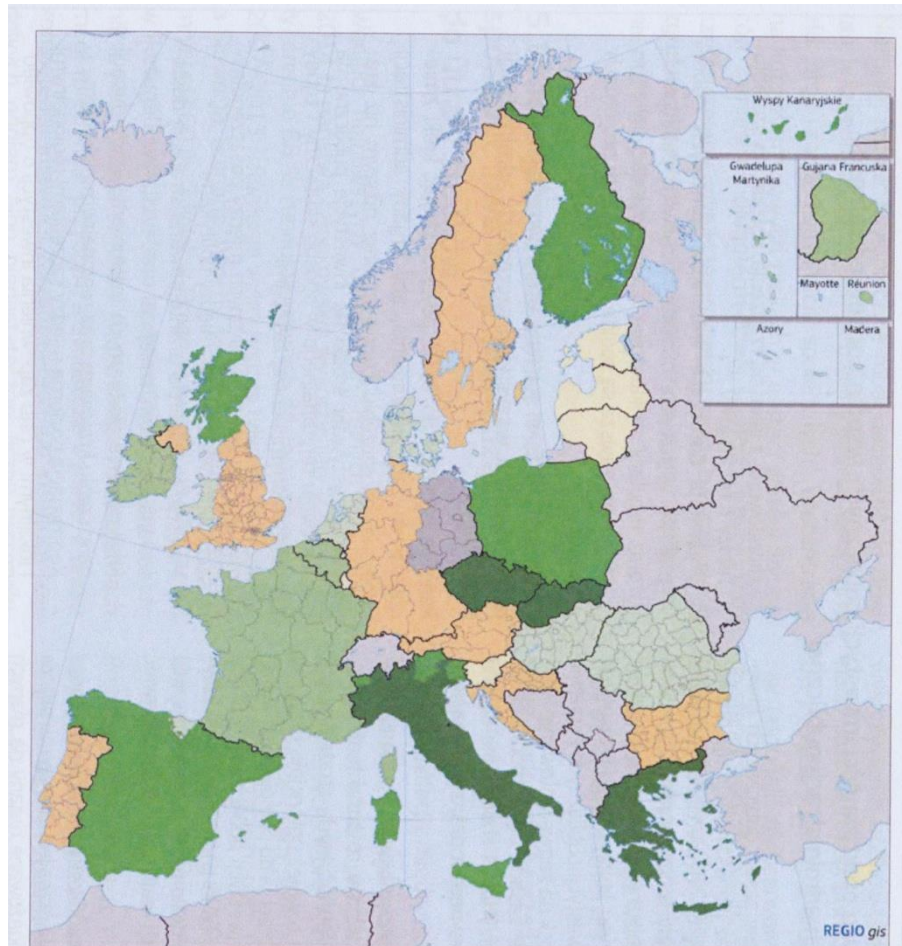 Wyspy Kanaryjskie
Gwadelupa
Martynika
Gujana Francuska
Mayotte
Réunion
Azory
Madera
REGIO gis